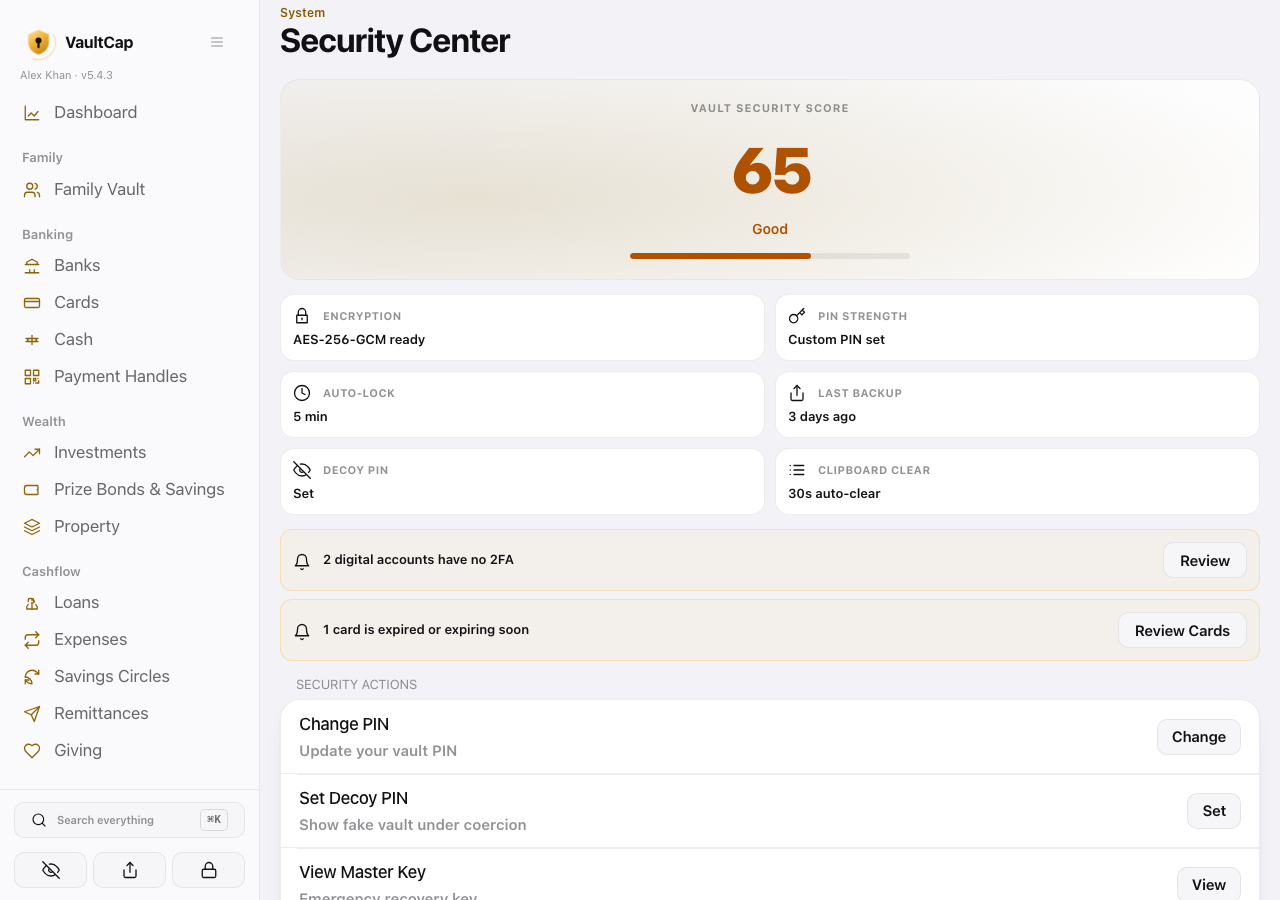 VaultCap
Alex Khan · v5.4.3
Dashboard
Family
Family Vault
Banking
Banks
Cards
Cash
Payment Handles
Wealth
Investments
Prize Bonds & Savings
Property
Cashflow
Loans
Expenses
Savings Circles
Remittances
Giving
Search everything ⌘K
System
Security Center
VAULT SECURITY SCORE
65
Good
ENCRYPTION
AES-256-GCM ready
PIN STRENGTH
Custom PIN set
AUTO-LOCK
5 min
LAST BACKUP
3 days ago
DECOY PIN
Set
CLIPBOARD CLEAR
30s auto-clear
2 digital accounts have no 2FA
Review
1 card is expired or expiring soon
Review Cards
SECURITY ACTIONS
Change PIN
Update your vault PIN
Change
Set Decoy PIN
Show fake vault under coercion
Set
View Master Key
Emergency recovery key
View